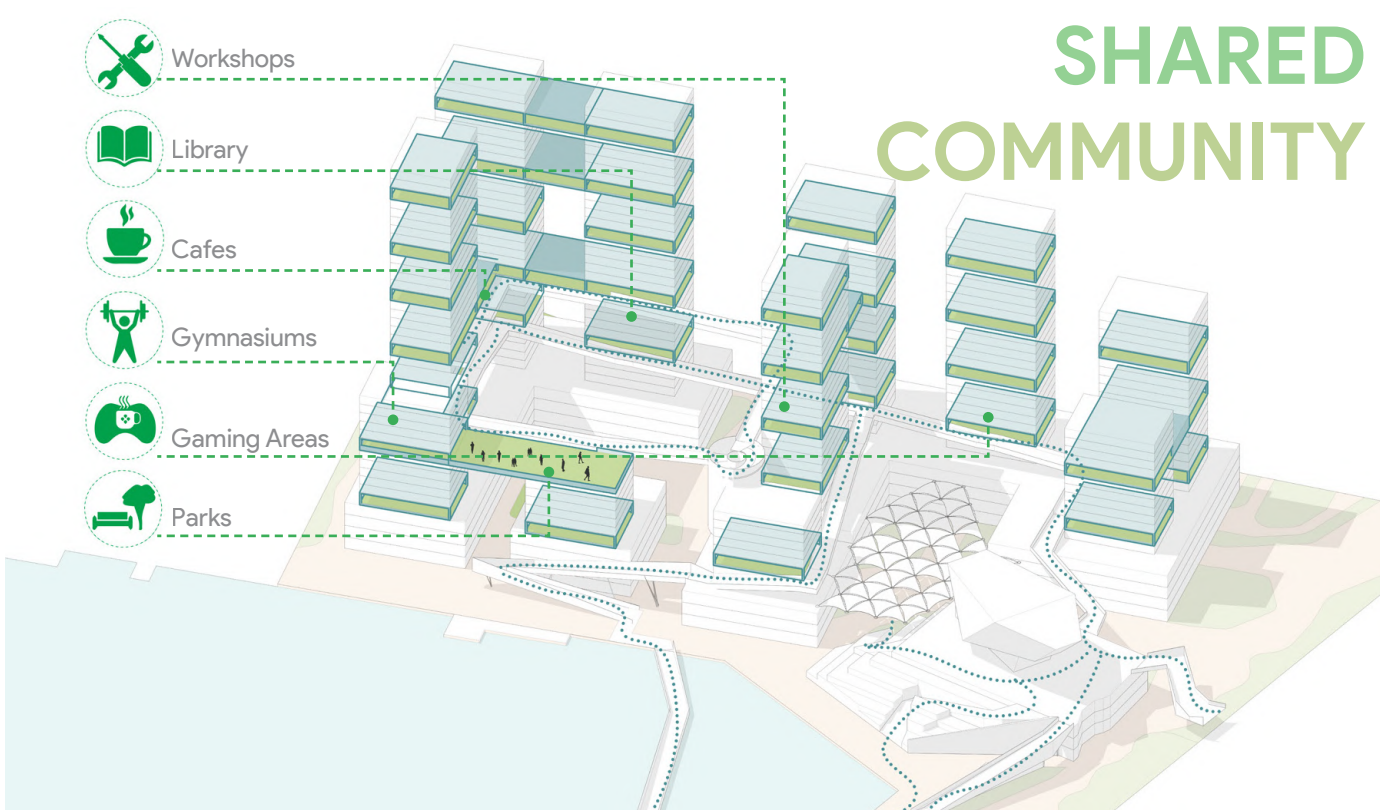 SHARED
COMMUNITY
Workshops
Library
Cafes
Gymnasiums
Gaming Areas
Parks